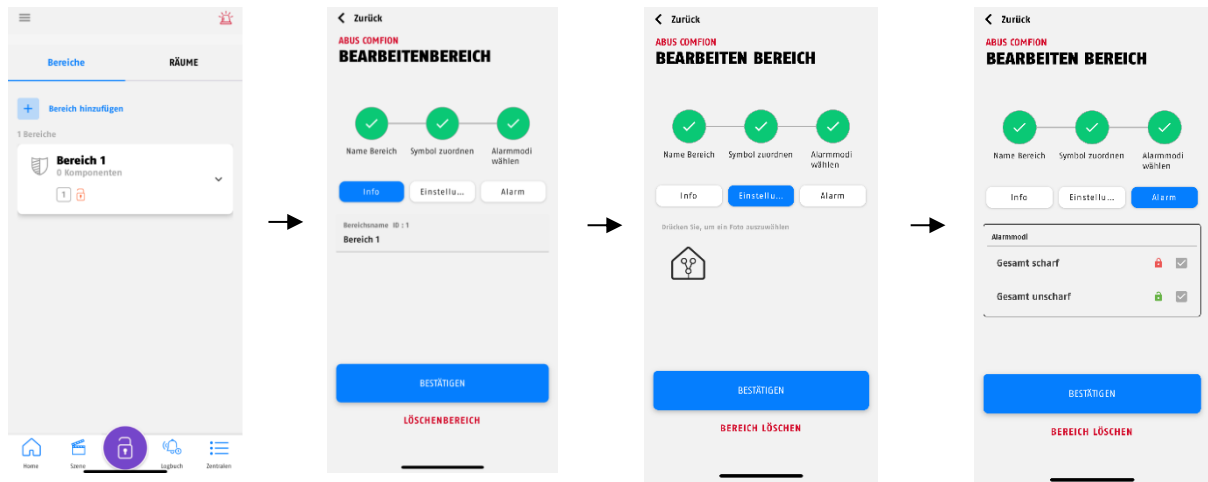 Bereiche RÄUME
+ Bereich hinzufügen
1 Bereiche
Bereich 1
0 Komponenten
1
Home Szene Logbuch Zentralen
Zurück
ABUS COMFION
BEARBEITENBEREICH
Name Bereich Symbol zuordnen Alarmmodi
wählen
Info Einstellu... Alarm
Bereichsname ID : 1
Bereich 1
BESTÄTIGEN
LÖSCHENBEREICH
Zurück
ABUS COMFION
BEARBEITEN BEREICH
Name Bereich Symbol zuordnen Alarmmodi
wählen
Info Einstellu... Alarm
Drücken Sie, um ein Foto auszuwählen
BESTÄTIGEN
BEREICH LÖSCHEN
Zurück
ABUS COMFION
BEARBEITEN BEREICH
Name Bereich Symbol zuordnen Alarmmodi
wählen
Info Einstellu... Alarm
Alarmmodi
Gesamt scharf
Gesamt unscharf
BESTÄTIGEN
BEREICH LÖSCHEN